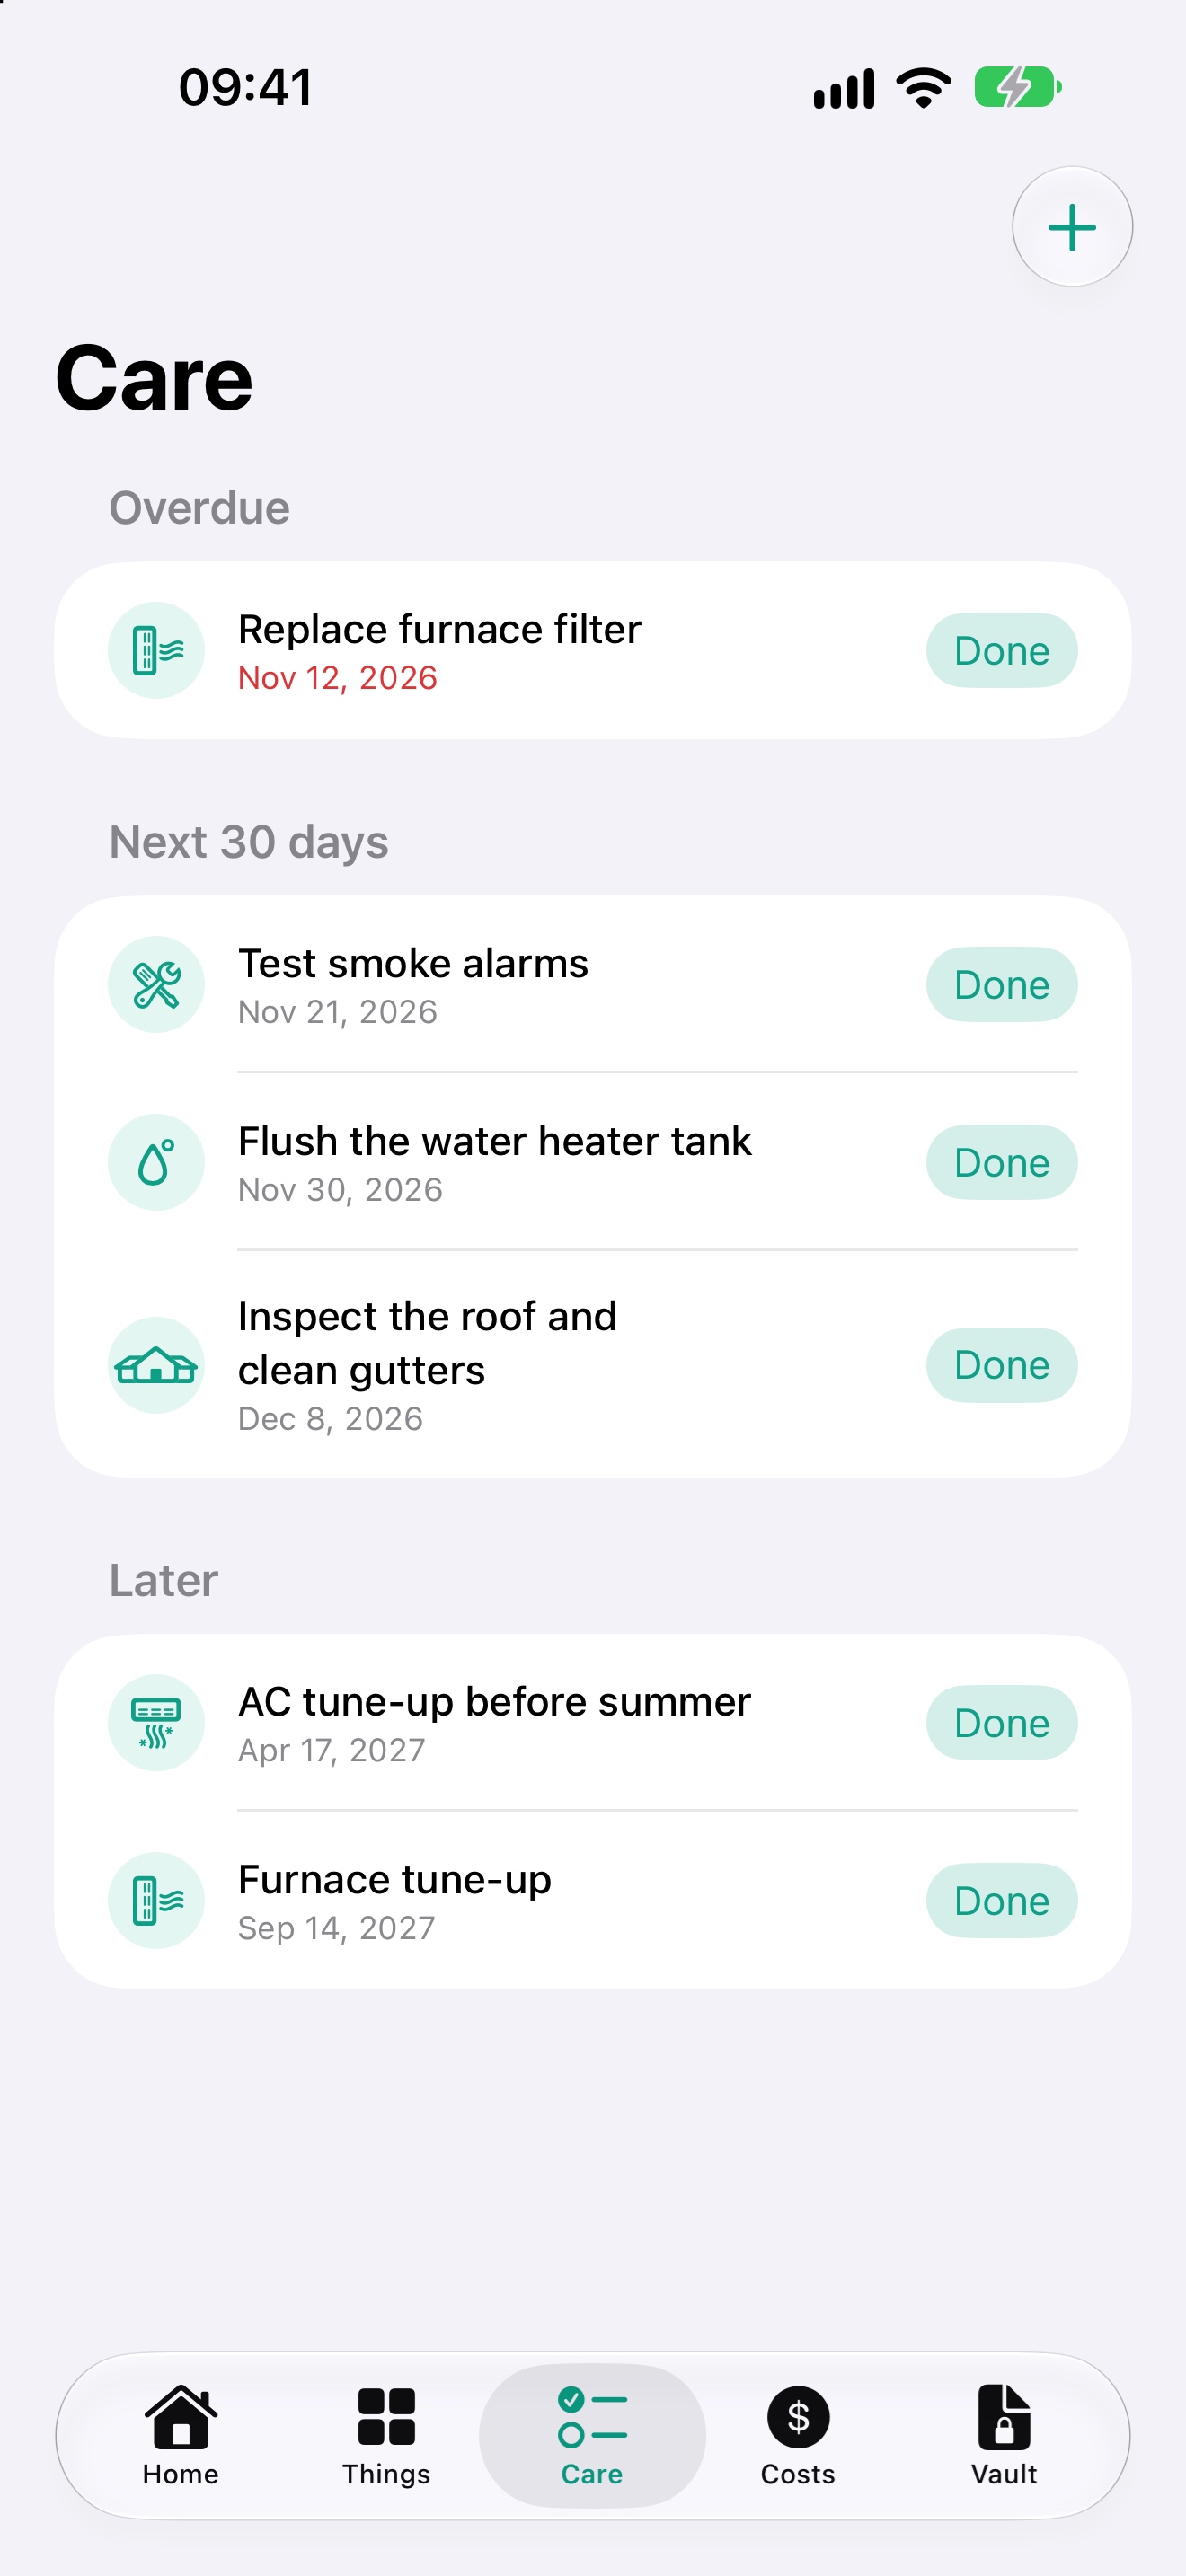 09:41
Care
Overdue
Replace furnace filter
Nov 12, 2026
Done
Next 30 days
Test smoke alarms
Nov 21, 2026
Done
Flush the water heater tank
Nov 30, 2026
Done
Inspect the roof and
clean gutters
Dec 8, 2026
Done
Later
AC tune-up before summer
Apr 17, 2027
Done
Furnace tune-up
Sep 14, 2027
Done
Home
Things
Care
$
Costs
Vault